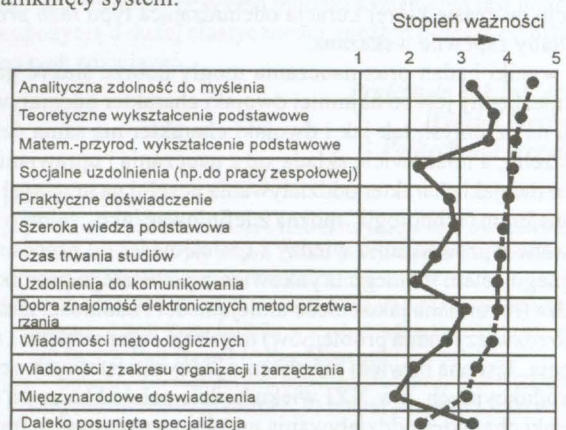 amknięty system.
Stopień ważności
1 2 3 4 5
Analityczna zdolność do myślenia
Teoretyczne wykształcenie podstawowe
Matem.-przyrod. wykształcenie podstawowe
Socjalne uzdolnienia (np.do pracy zespołowej)
Praktyczne doświadczenie
Szeroka wiedza podstawowa
Czas trwania studiów
Uzdolnienia do komunikowania
Dobra znajomość elektronicznych metod przetwa-
rzania
Wiadomości metodologicznych
Wiadomości z zakresu organizacji i zarządzania
Międzynarodowe doświadczenia
Daleko posunięta specjalizacja